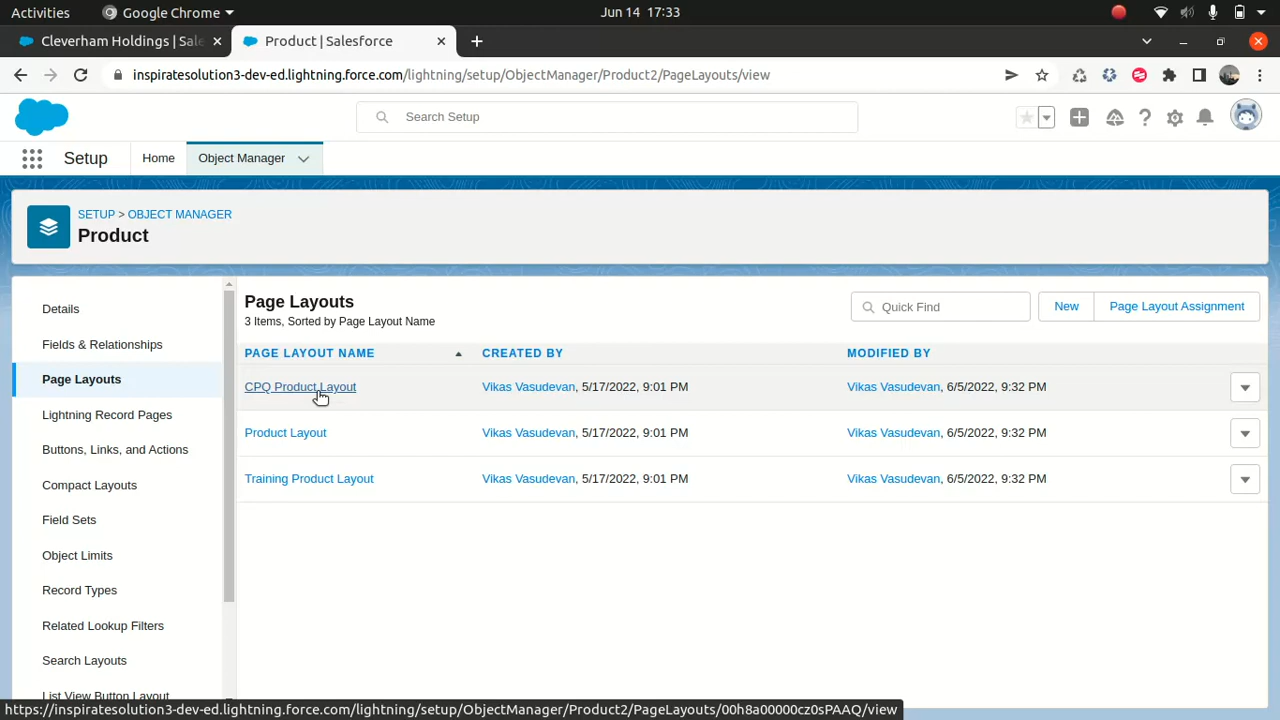 Activities Google Chrome Jun 14 17:33
Cleverham Holdings | Sale Product | Salesforce
inspiratesolution3-dev-ed.lightning.force.com/lightning/setup/ObjectManager/Product2/PageLayouts/view
Search Setup
Setup Home Object Manager
SETUP > OBJECT MANAGER
Product
Details
Fields & Relationships
Page Layouts
Lightning Record Pages
Buttons, Links, and Actions
Compact Layouts
Field Sets
Object Limits
Record Types
Related Lookup Filters
Search Layouts
List View Button Layout
Page Layouts
3 Items, Sorted by Page Layout Name
Quick Find New Page Layout Assignment
PAGE LAYOUT NAME CREATED BY MODIFIED BY
CPQ Product Layout Vikas Vasudevan, 5/17/2022, 9:01 PM Vikas Vasudevan, 6/5/2022, 9:32 PM
Product Layout Vikas Vasudevan, 5/17/2022, 9:01 PM Vikas Vasudevan, 6/5/2022, 9:32 PM
Training Product Layout Vikas Vasudevan, 5/17/2022, 9:01 PM Vikas Vasudevan, 6/5/2022, 9:32 PM
https://inspiratesolution3-dev-ed.lightning.force.com/lightning/setup/ObjectManager/Product2/PageLayouts/00h8a00000cz0sPAAQ/view